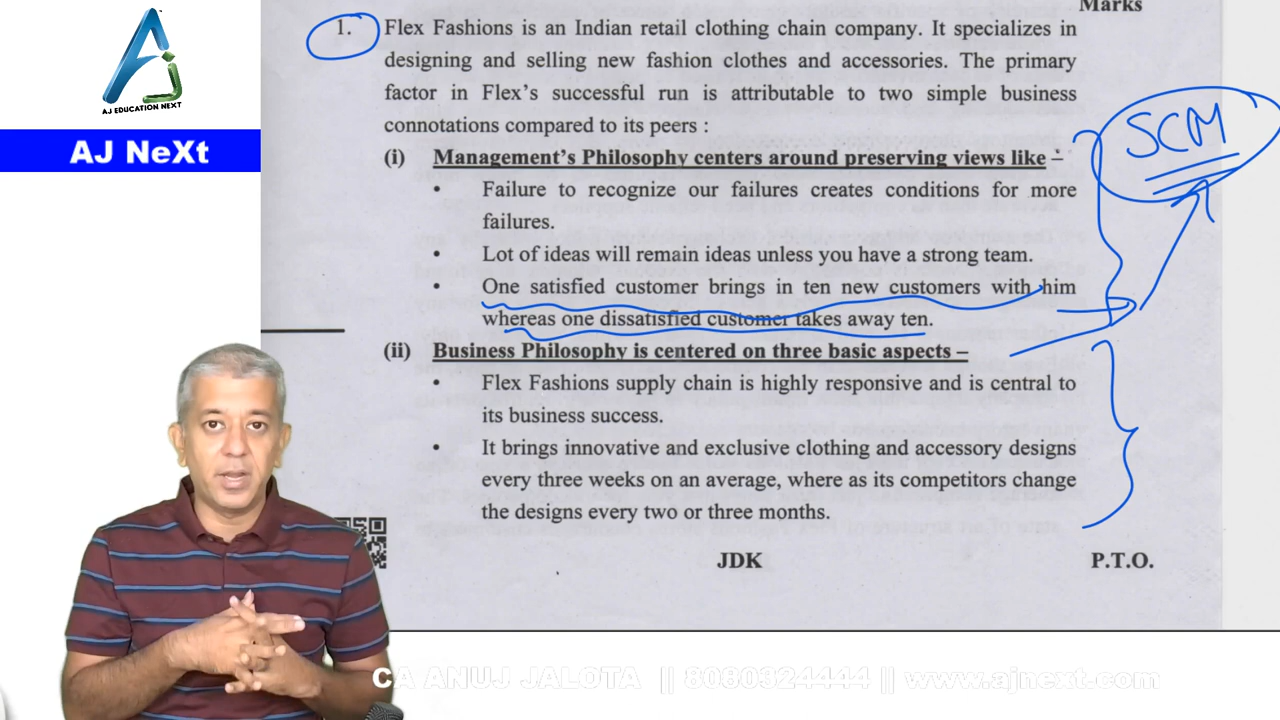 Marks
1. Flex Fashions is an Indian retail clothing chain company. It specializes in
designing and selling new fashion clothes and accessories. The primary
factor in Flex's successful run is attributable to two simple business
connotations compared to its peers :
(i) Management's Philosophy centers around preserving views like –
• Failure to recognize our failures creates conditions for more
failures.
• Lot of ideas will remain ideas unless you have a strong team.
• One satisfied customer brings in ten new customers with him
whereas one dissatisfied customer takes away ten.
(ii) Business Philosophy is centered on three basic aspects –
• Flex Fashions supply chain is highly responsive and is central to
its business success.
• It brings innovative and exclusive clothing and accessory designs
every three weeks on an average, where as its competitors change
the designs every two or three months.
JDK P.T.O.
SCM
AJ EDUCATION NEXT
AJ NeXt
CA ANUJ JALOTA || 8080924444 || www.ajnext.com